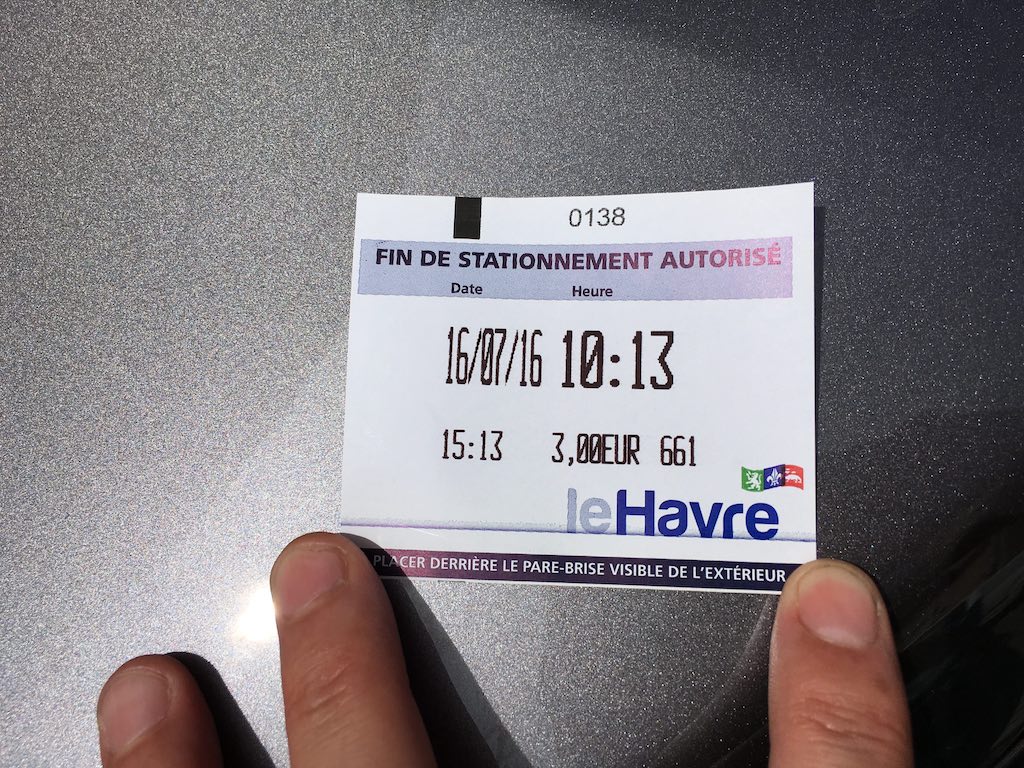 0138
FIN DE STATIONNEMENT AUTORISÉ
Date Heure
16/07/16 10:13
15:13 3,00EUR 661
leHavre
PLACER DERRIÈRE LE PARE-BRISE VISIBLE DE L'EXTÉRIEUR